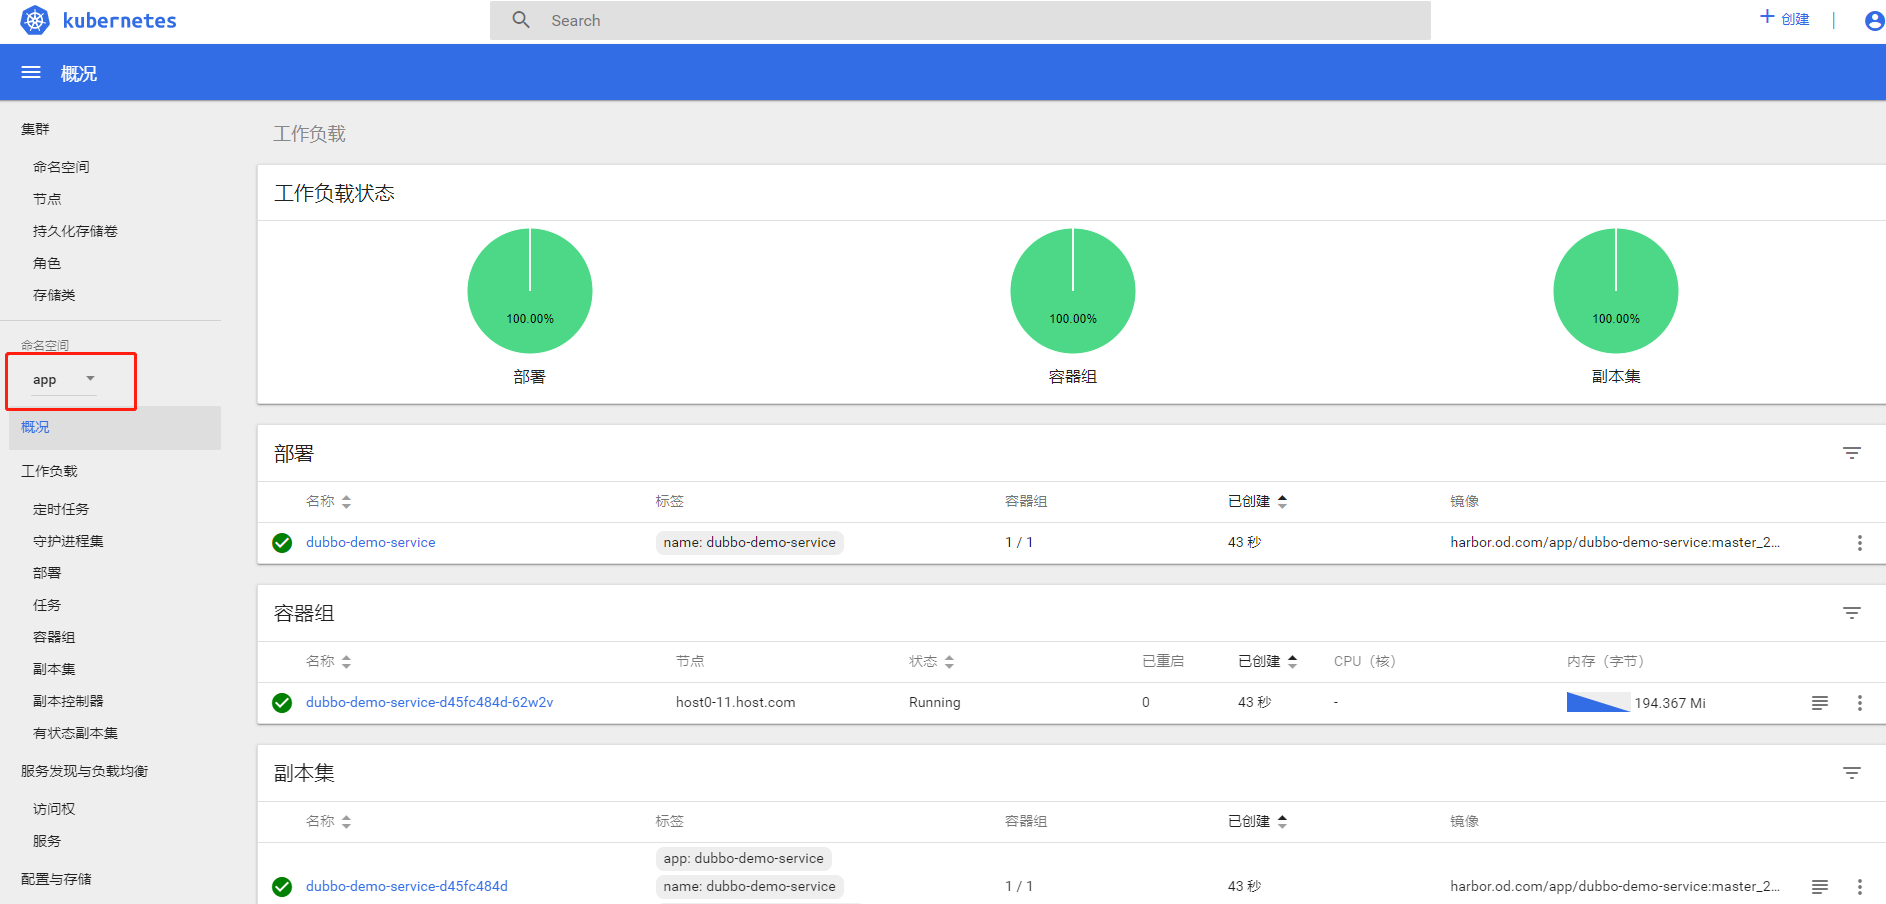 kubernetes
Search
创建
概况
集群
命名空间
节点
持久化存储卷
角色
存储类
命名空间
app
概况
工作负载
定时任务
守护进程集
部署
任务
容器组
副本集
副本控制器
有状态副本集
服务发现与负载均衡
访问权
服务
配置与存储
工作负载
工作负载状态
100.00% 100.00% 100.00%
部署 容器组 副本集
部署
名称 标签 容器组 已创建 镜像
dubbo-demo-service name: dubbo-demo-service 1 / 1 43 秒 harbor.od.com/app/dubbo-demo-service:master_2...
容器组
名称 节点 状态 已重启 已创建 CPU（核） 内存（字节）
dubbo-demo-service-d45fc484d-62w2v host0-11.host.com Running 0 43 秒 - 194.367 Mi
副本集
名称 标签 容器组 已创建 镜像
app: dubbo-demo-service
dubbo-demo-service-d45fc484d name: dubbo-demo-service 1 / 1 43 秒 harbor.od.com/app/dubbo-demo-service:master_2...